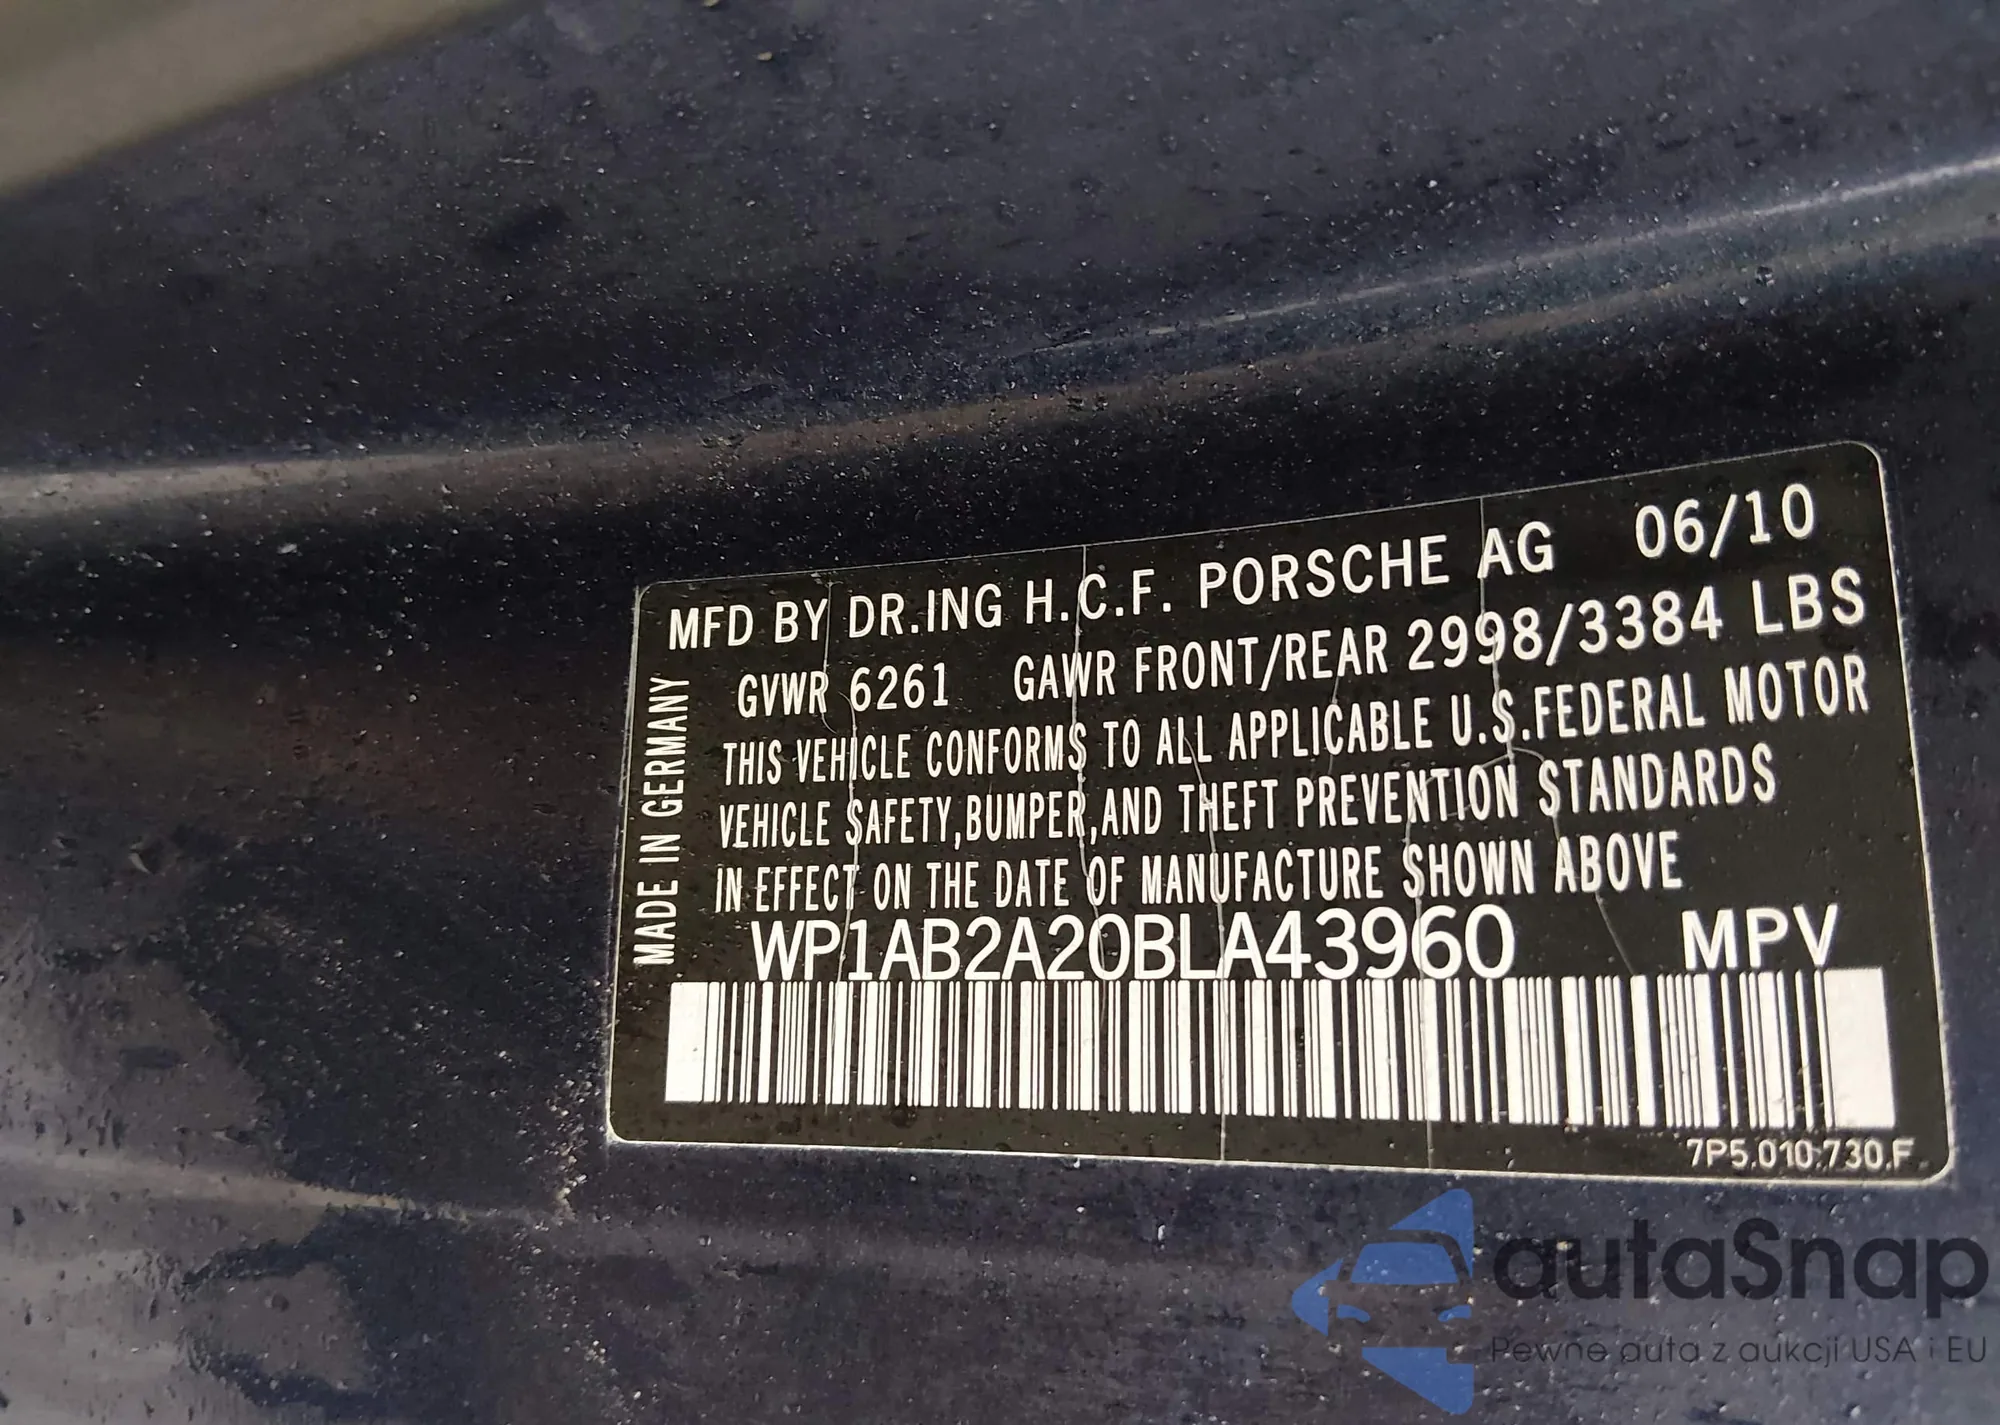 MFD BY DR.ING H.C.F. PORSCHE AG 06/10
GVWR 6261 GAWR FRONT/REAR 2998/3384 LBS
THIS VEHICLE CONFORMS TO ALL APPLICABLE U.S.FEDERAL MOTOR
VEHICLE SAFETY,BUMPER,AND THEFT PREVENTION STANDARDS
IN EFFECT ON THE DATE OF MANUFACTURE SHOWN ABOVE
MADE IN GERMANY
WP1AB2A20BLA43960 MPV
7P5.010.730.F
autaSnap
Pewne auta z aukcji USA i EU